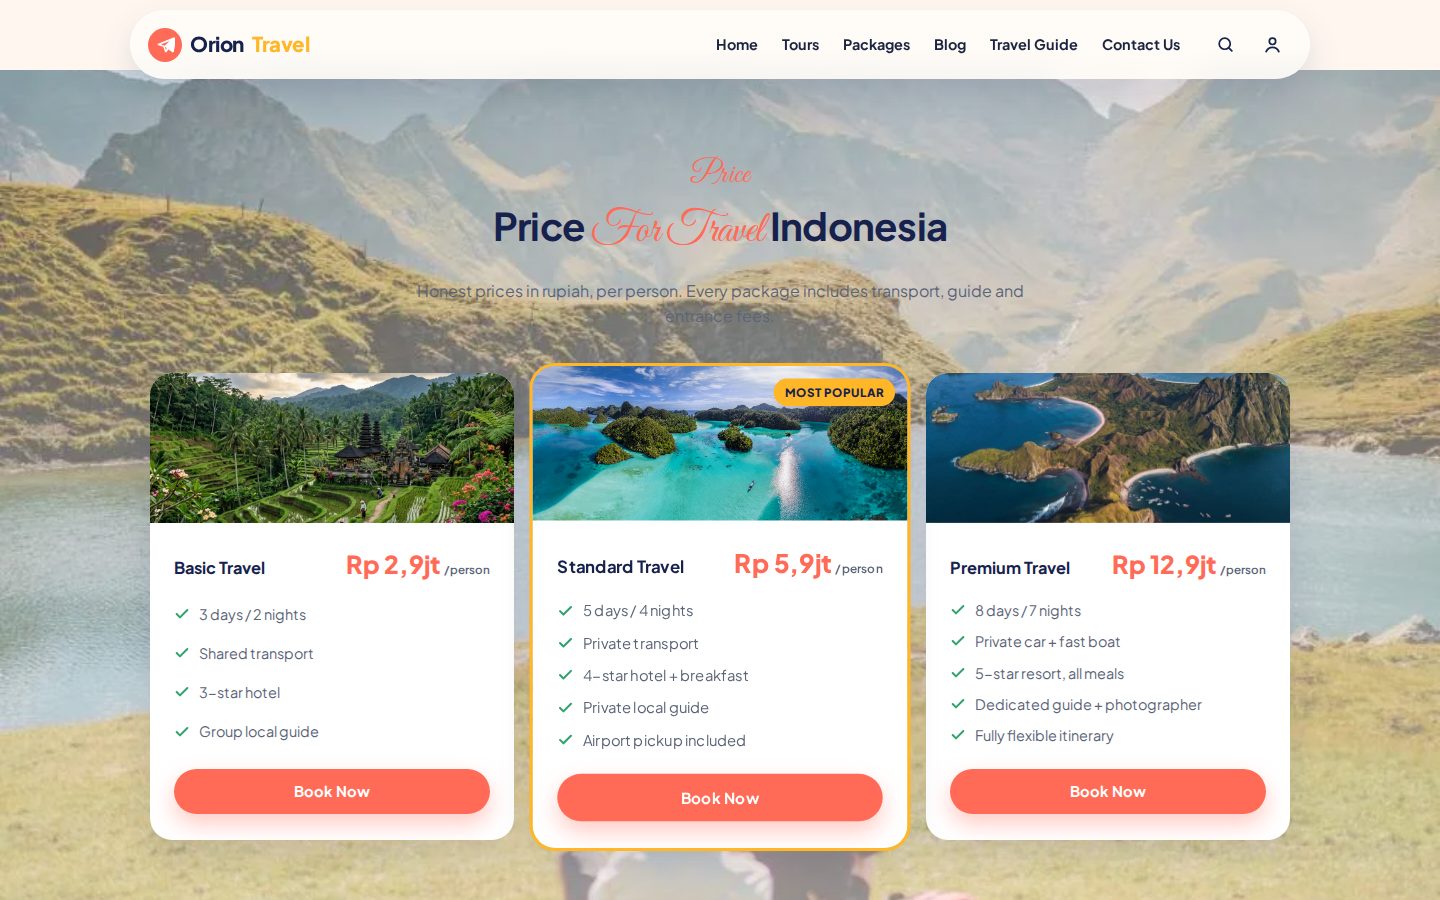 Orion Travel
Home Tours Packages Blog Travel Guide Contact Us
Price
Price For Travel Indonesia
Honest prices in rupiah, per person. Every package includes transport, guide and
entrance fees.
Basic Travel Rp 2,9jt /person
3 days / 2 nights
Shared transport
3-star hotel
Group local guide
Book Now
MOST POPULAR
Standard Travel Rp 5,9jt /person
5 days / 4 nights
Private transport
4-star hotel + breakfast
Private local guide
Airport pickup included
Book Now
Premium Travel Rp 12,9jt /person
8 days / 7 nights
Private car + fast boat
5-star resort, all meals
Dedicated guide + photographer
Fully flexible itinerary
Book Now